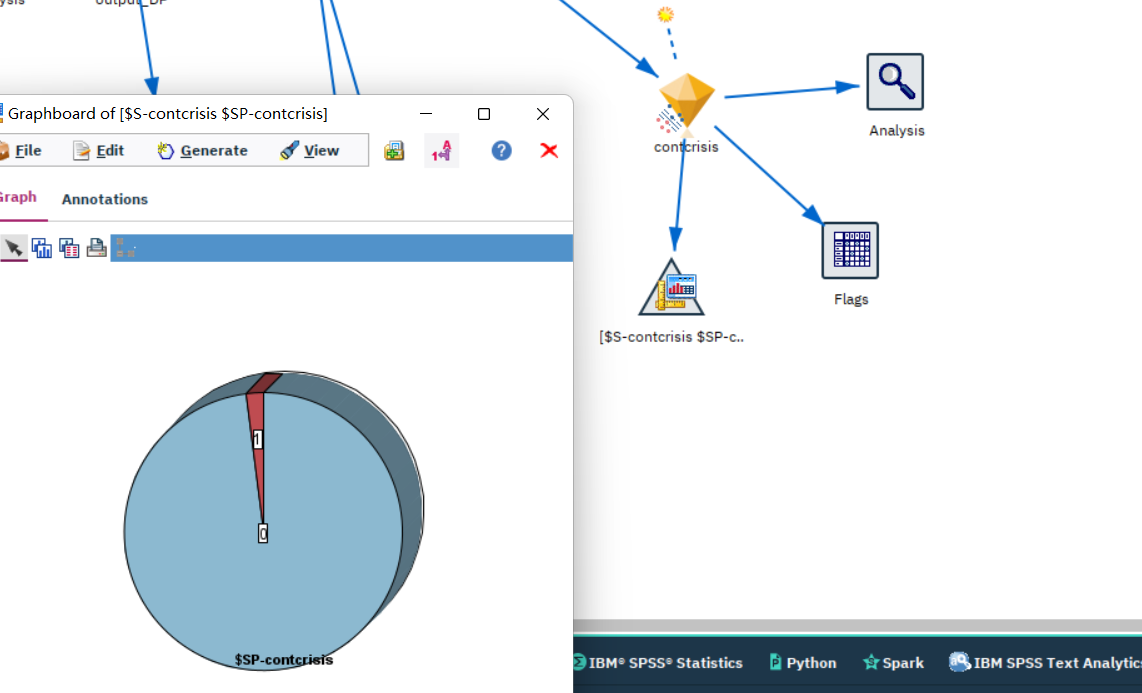 ysis
output_DP
Graphboard of [$S-contcrisis $SP-contcrisis]
File Edit Generate View
Graph Annotations
1
0
$SP-contcrisis
contcrisis
Analysis
Flags
[$S-contcrisis $SP-c..
IBM® SPSS® Statistics Python Spark IBM SPSS Text Analytic